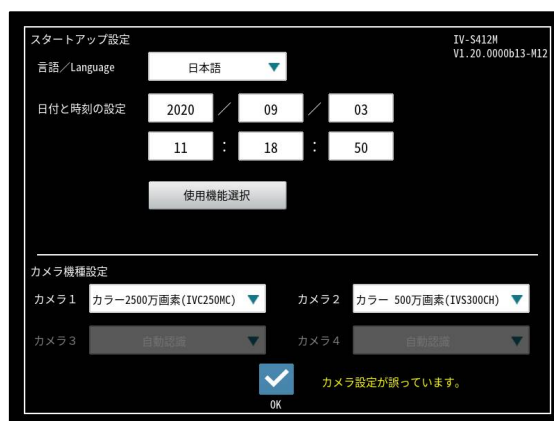 スタートアップ設定
IV-S412M
V1.20.0000b13-M12
言語／Language 日本語
日付と時刻の設定 2020 ／ 09 ／ 03
11 : 18 : 50
使用機能選択
カメラ機種設定
カメラ１ カラー2500万画素(IVC250MC) カメラ２ カラー 500万画素(IVS300CH)
カメラ３ 自動認識 カメラ４ 自動認識
カメラ設定が誤っています。
OK